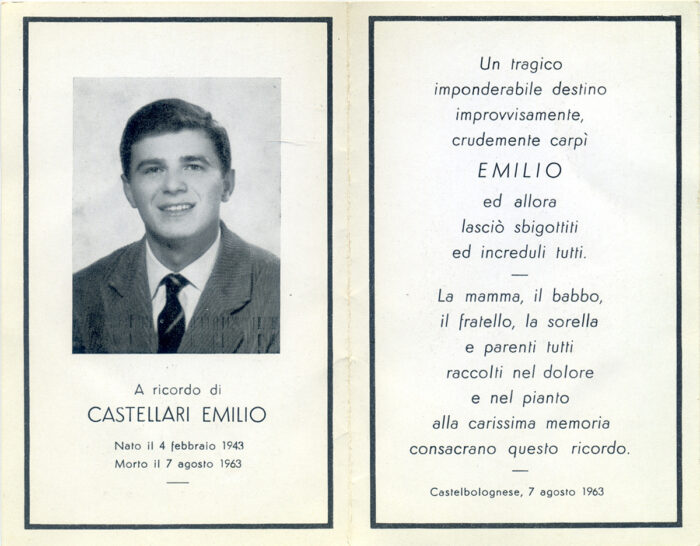 A ricordo di
CASTELLARI EMILIO
Nato il 4 febbraio 1943
Morto il 7 agosto 1963
Un tragico
imponderabile destino
improvvisamente,
crudemente carpì
EMILIO
ed allora
lasciò sbigottiti
ed increduli tutti.
La mamma, il babbo,
il fratello, la sorella
e parenti tutti
raccolti nel dolore
e nel pianto
alla carissima memoria
consacrano questo ricordo.
Castelbolognese, 7 agosto 1963